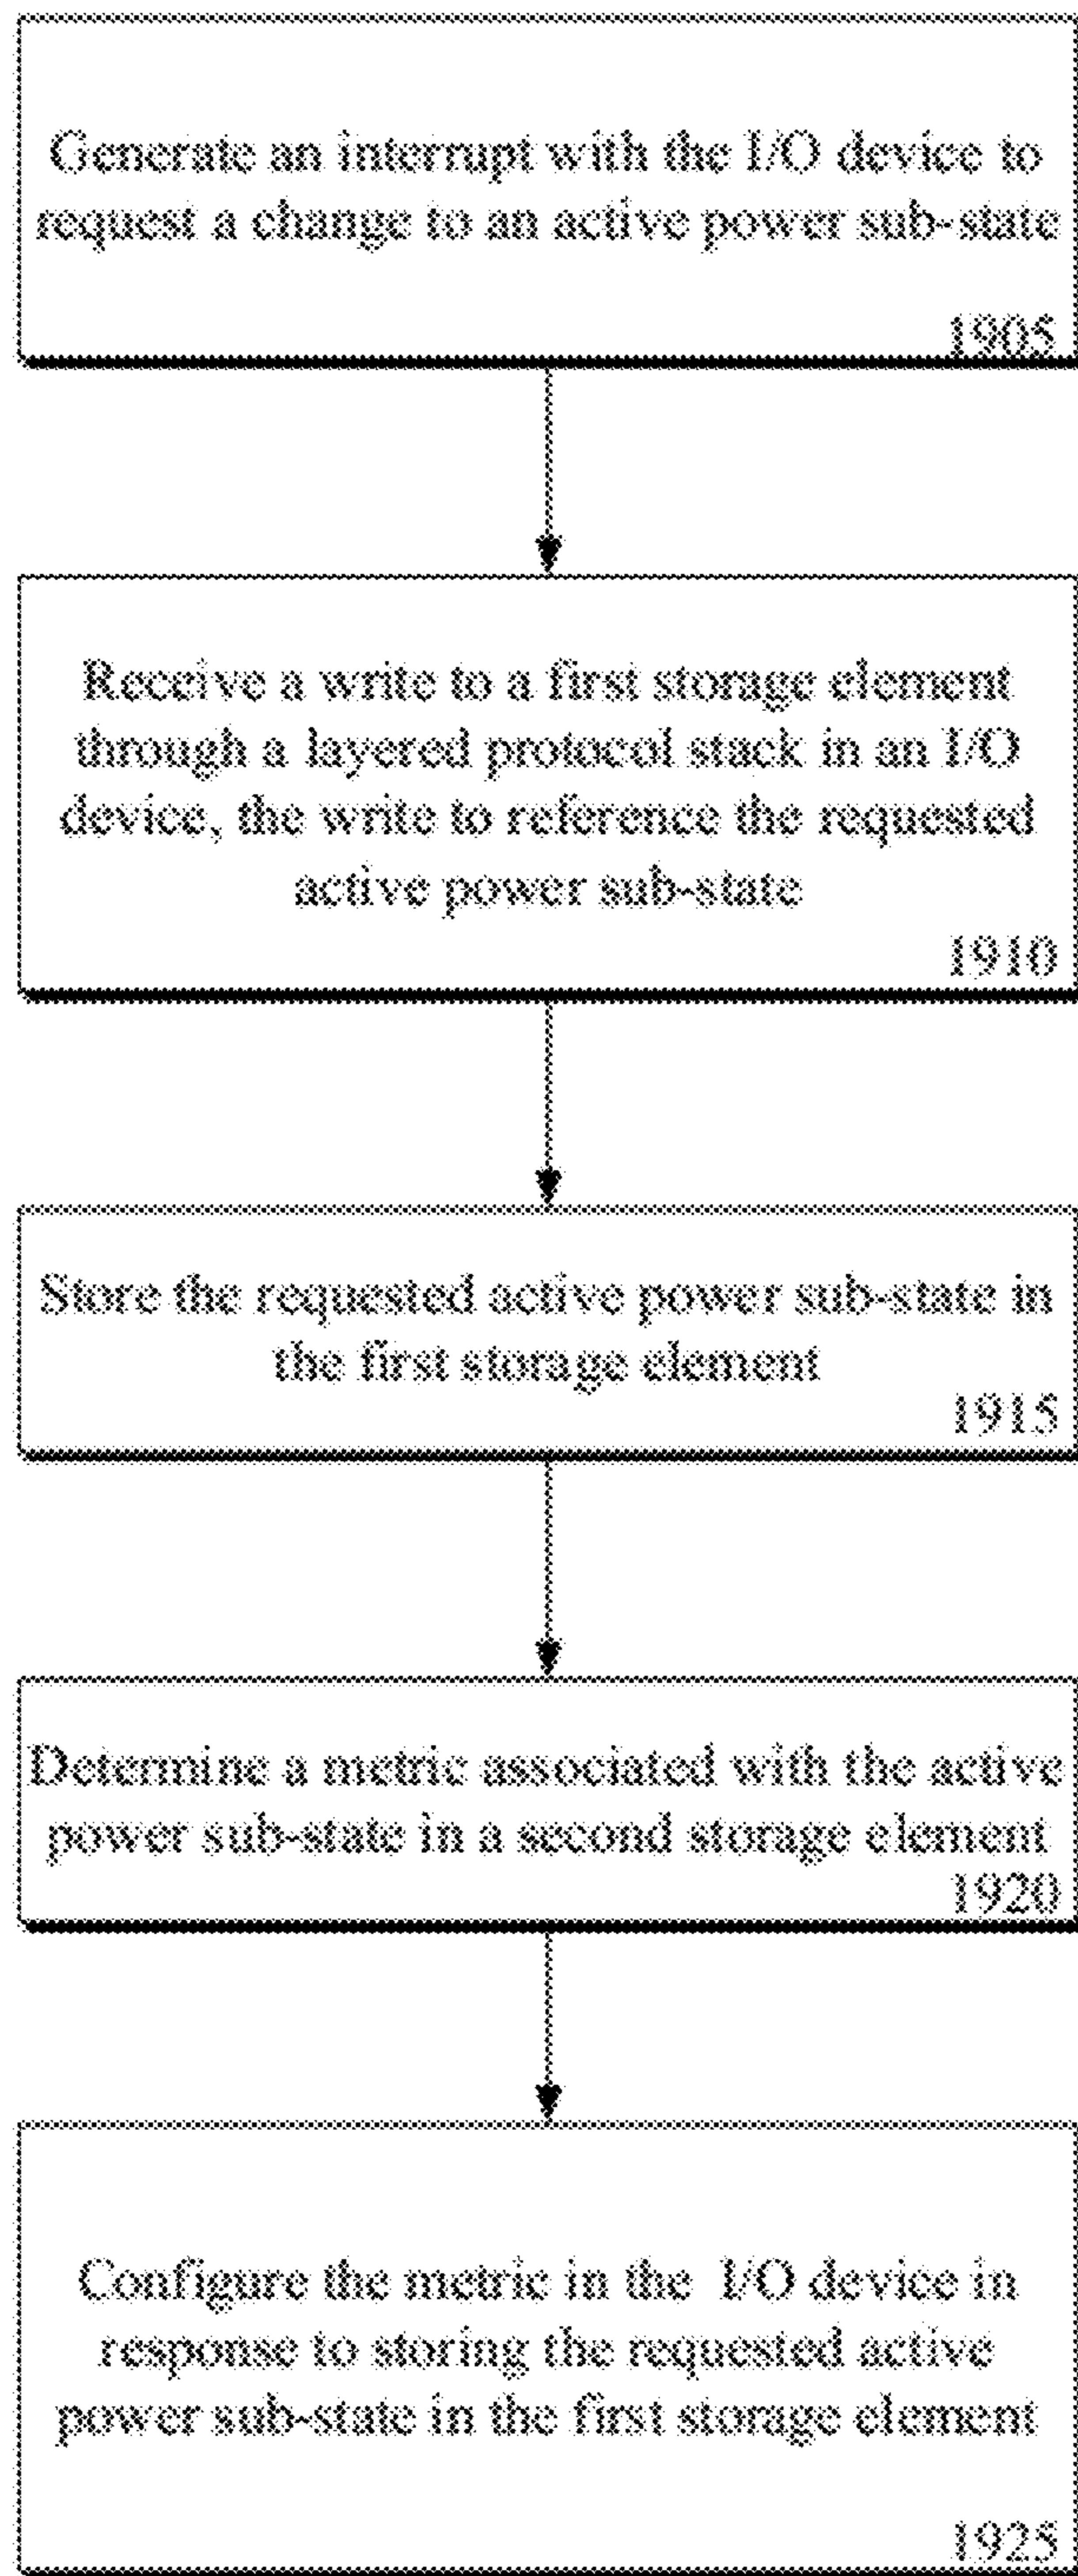 Generate an interrupt with the I/O device to
request a change to an active power sub-state
1905
Receive a write to a first storage element
through a layered protocol stack in an I/O
device, the write to reference the requested
active power sub-state
1910
Store the requested active power sub-state in
the first storage element
1915
Determine a metric associated with the active
power sub-state in a second storage element
1920
Configure the metric in the I/O device in
response to storing the requested active
power sub-state in the first storage element
1925